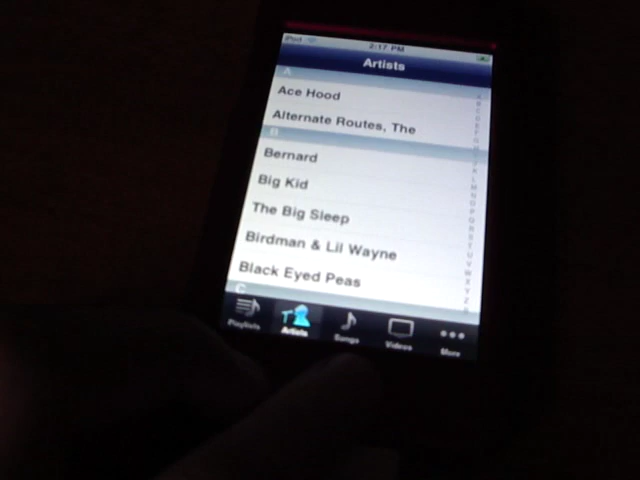 iPod 2:17 PM
Artists
A
Ace Hood
Alternate Routes, The
B
Bernard
Big Kid
The Big Sleep
Birdman & Lil Wayne
Black Eyed Peas
C
Playlists Artists Songs Videos More